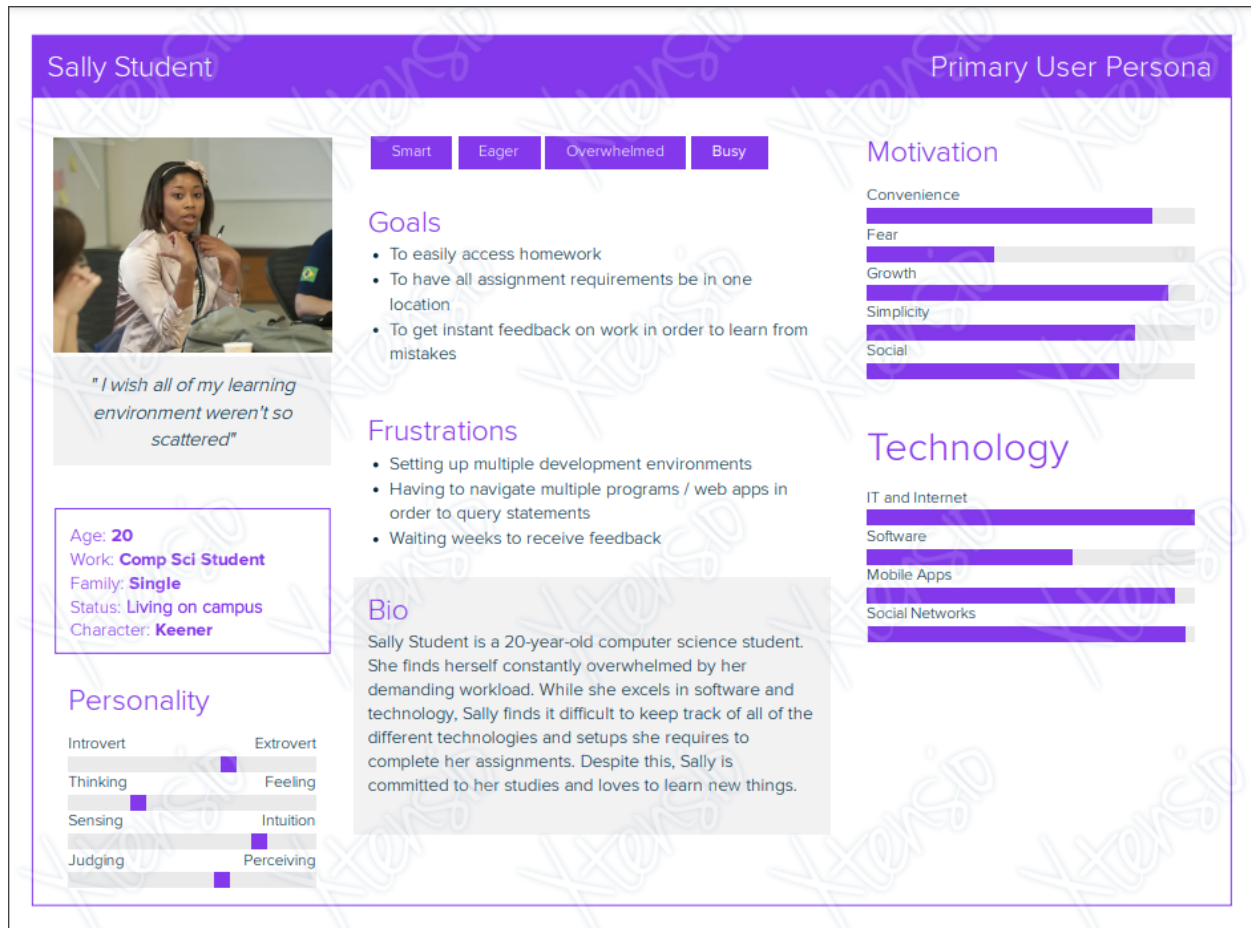 Sally Student
Primary User Persona
Smart
Eager
Overwhelmed
Busy
" I wish all of my learning
environment weren't so
scattered"
Age: 20
Work: Comp Sci Student
Family: Single
Status: Living on campus
Character: Keener
Personality
Introvert Extrovert
Thinking Feeling
Sensing Intuition
Judging Perceiving
Goals
• To easily access homework
• To have all assignment requirements be in one
location
• To get instant feedback on work in order to learn from
mistakes
Frustrations
• Setting up multiple development environments
• Having to navigate multiple programs / web apps in
order to query statements
• Waiting weeks to receive feedback
Bio
Sally Student is a 20-year-old computer science student.
She finds herself constantly overwhelmed by her
demanding workload. While she excels in software and
technology, Sally finds it difficult to keep track of all of the
different technologies and setups she requires to
complete her assignments. Despite this, Sally is
committed to her studies and loves to learn new things.
Motivation
Convenience
Fear
Growth
Simplicity
Social
Technology
IT and Internet
Software
Mobile Apps
Social Networks
Xtensio